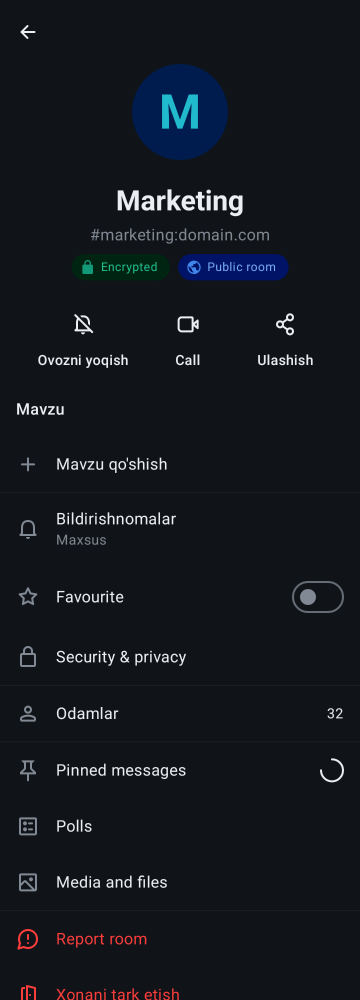 M
Marketing
#marketing:domain.com
Encrypted
Public room
Ovozni yoqish
Call
Ulashish
Mavzu
Mavzu qo'shish
Bildirishnomalar
Maxsus
Favourite
Security & privacy
Odamlar
32
Pinned messages
Polls
Media and files
Report room
Xonani tark etish